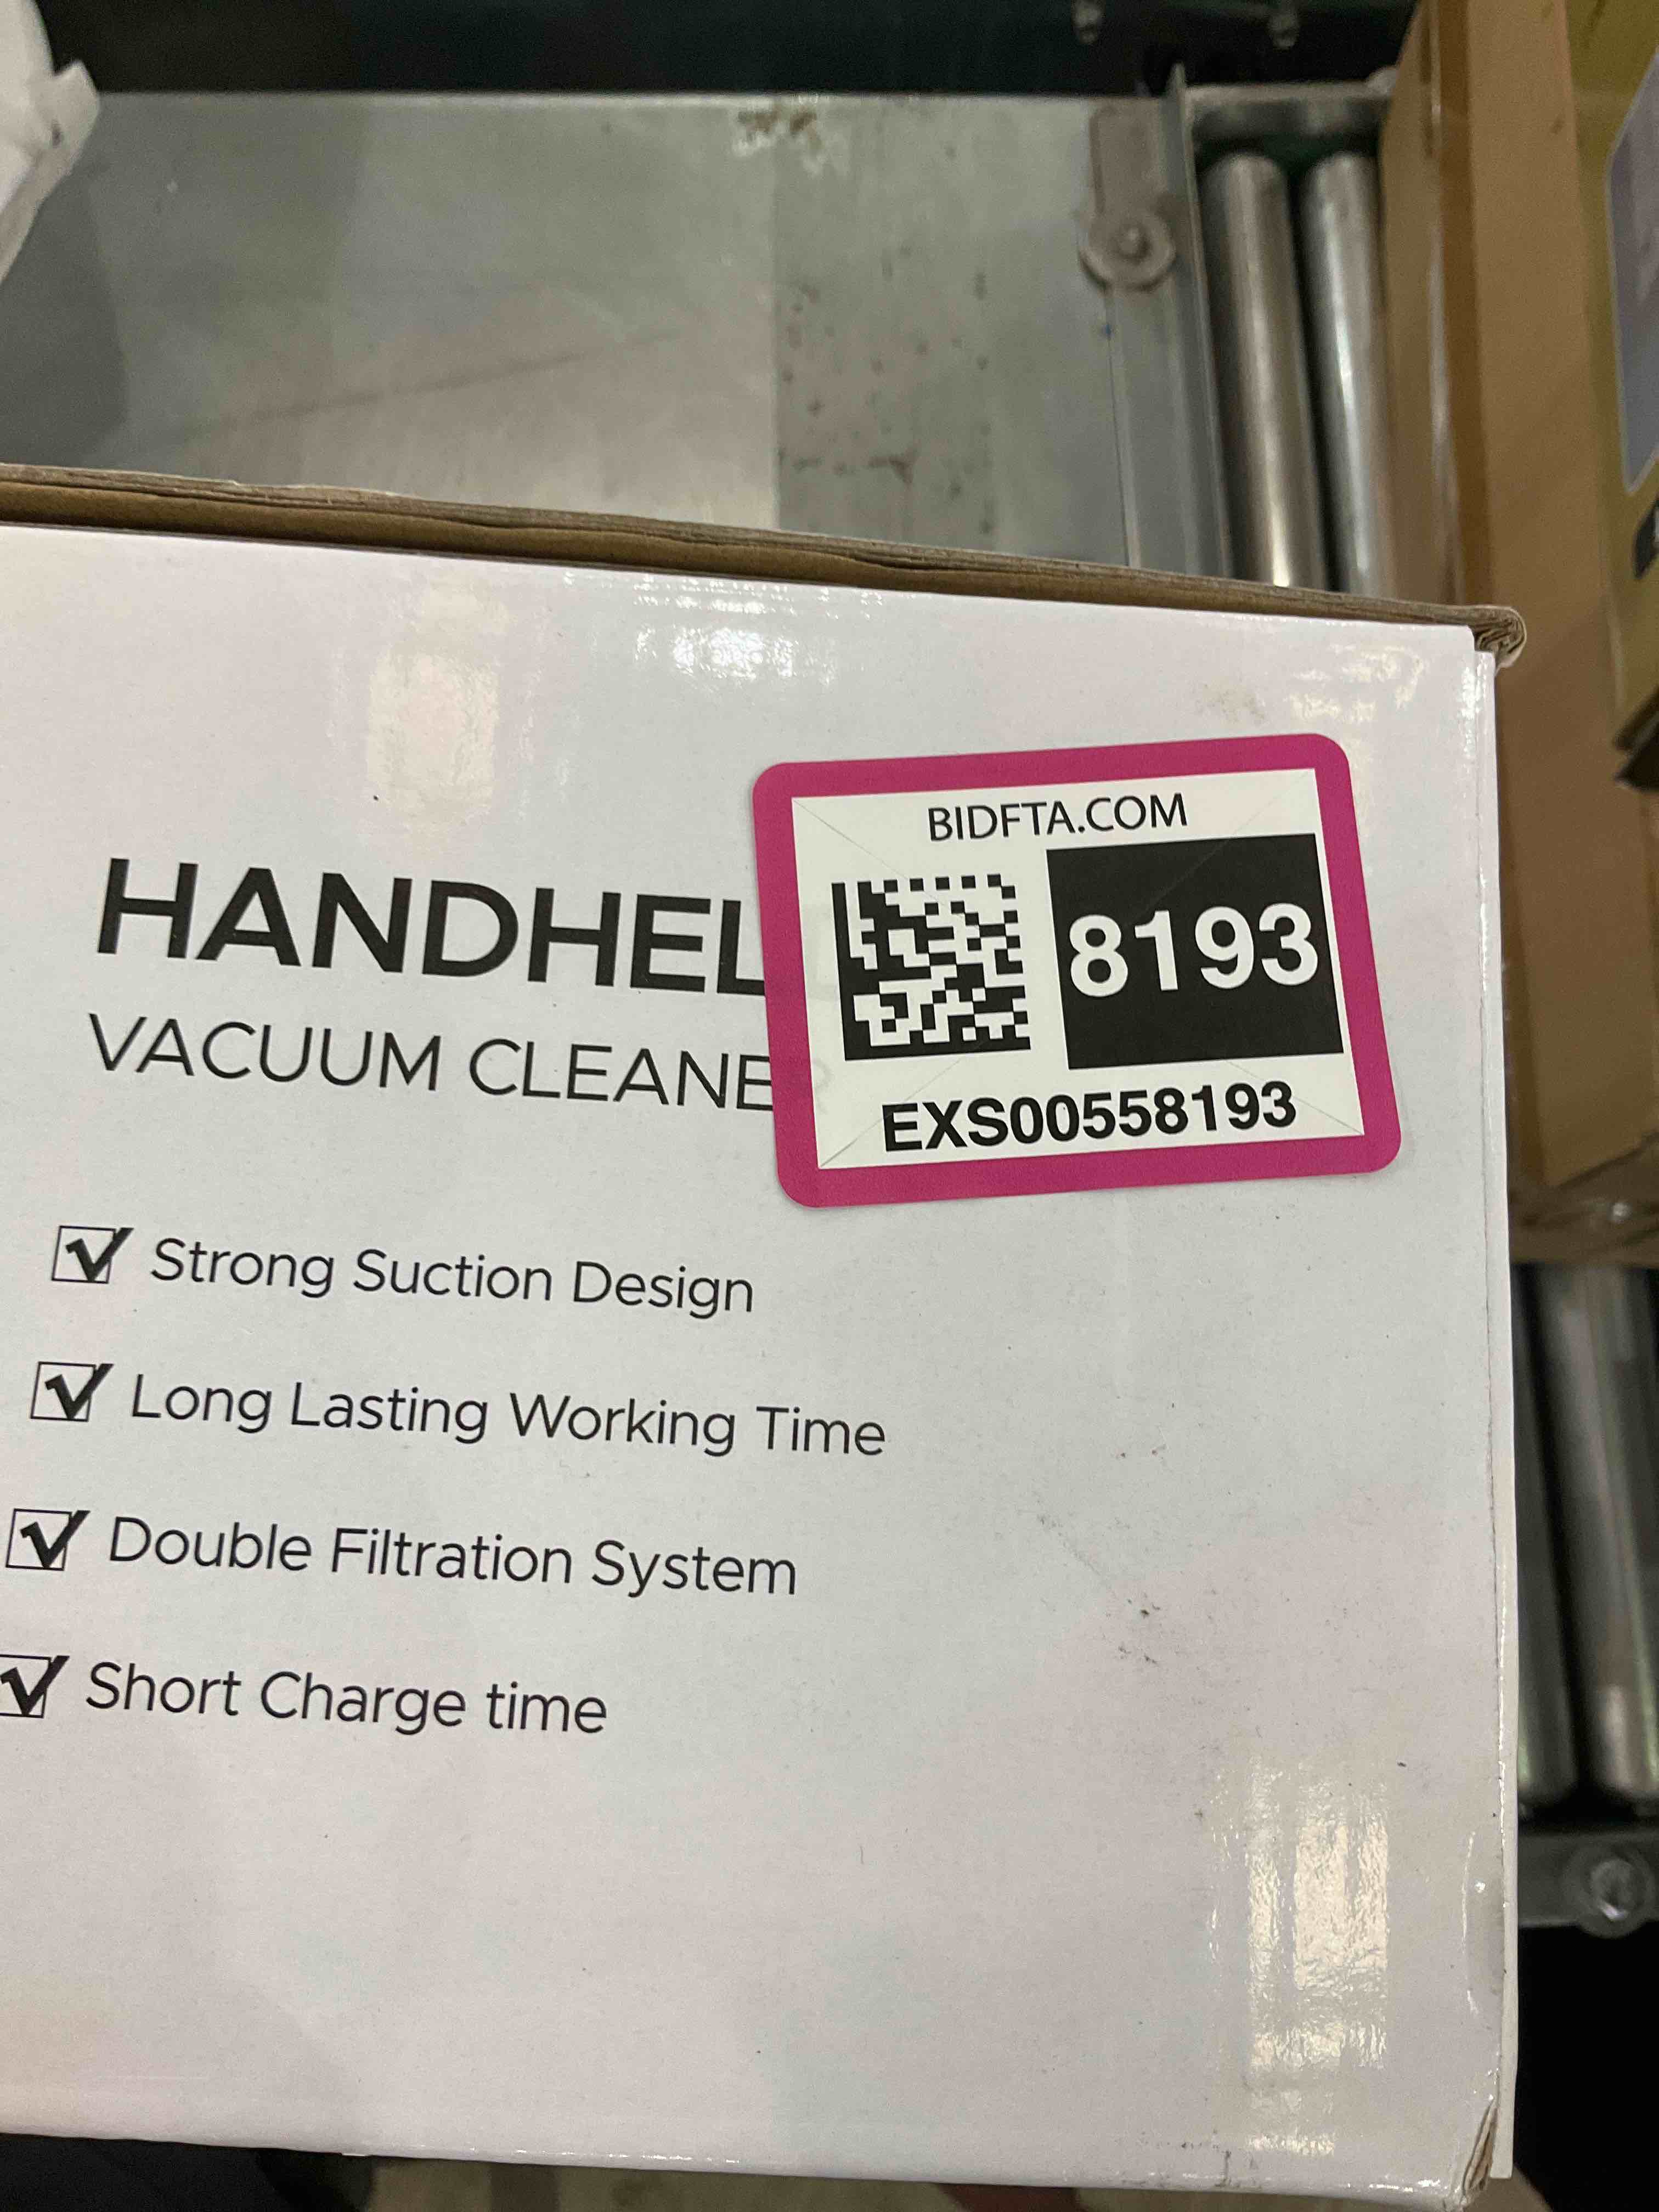 BIDFTA.COM
8193
EXS00558193
HANDHEL
VACUUM CLEANE
Strong Suction Design
Long Lasting Working Time
Double Filtration System
Short Charge time